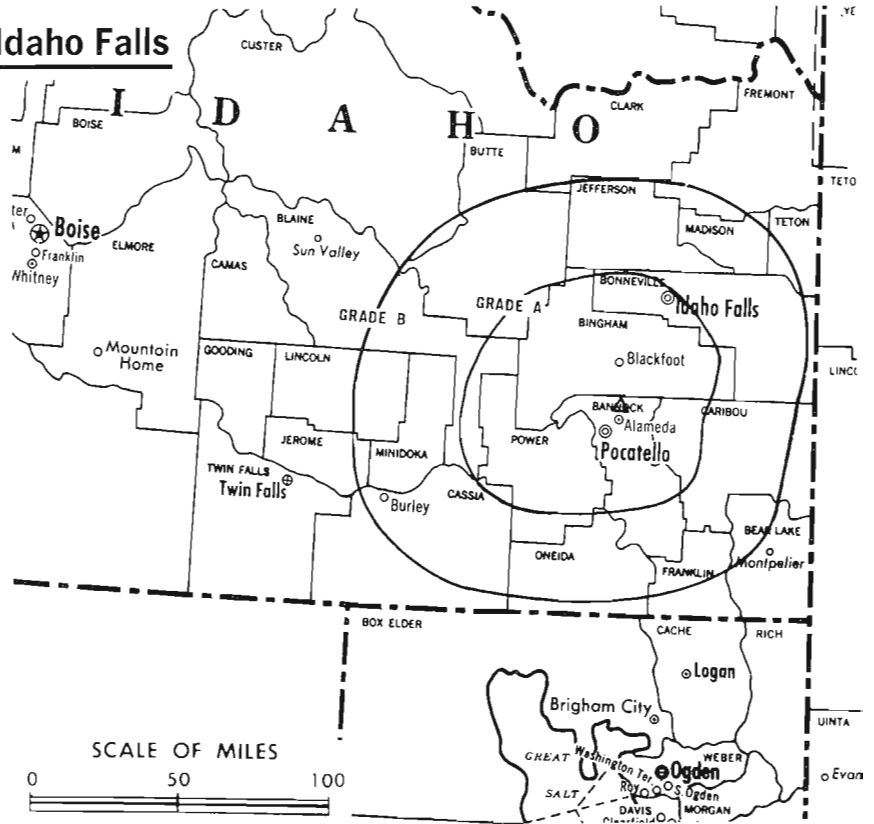 Idaho Falls
YE
CUSTER
I D A H O
BOISE
BUTTE
CLARK
FREMONT
M
TETO
JEFFERSON
ter
Boise
Franklin
Whitney
ELMORE
BLAINE
Sun Valley
CAMAS
MADISON
TETON
BONNEVILLE
Idaho Falls
GRADE B
GRADE A
BINGHAM
Mountain
Home
GOODING
LINCOLN
Blackfoot
LINCO
BANNOCK
CARIBOU
Alameda
Pocatello
POWER
JEROME
MINIDOKA
TWIN FALLS
Twin Falls
Burley
CASSIA
ONEIDA
FRANKLIN
BEAR LAKE
Montpelier
BOX ELDER
CACHE
RICH
Logan
Brigham City
UINTA
SCALE OF MILES
0 50 100
GREAT
SALT
Washington Ter.
WEBER
Ogden
Roy
S. Ogden
Evan
DAVIS
MORGAN
Clearfield